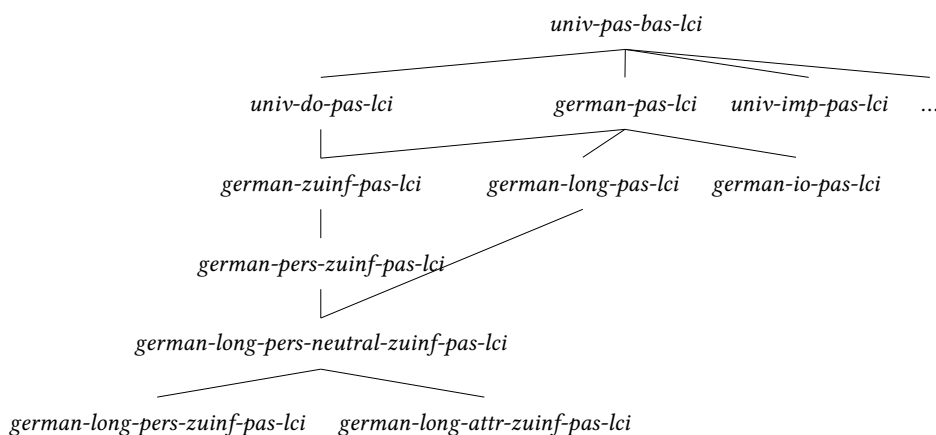 univ-pas-bas-lci
univ-do-pas-lci german-pas-lci univ-imp-pas-lci ...
german-zuinf-pas-lci german-long-pas-lci german-io-pas-lci
german-pers-zuinf-pas-lci
german-long-pers-neutral-zuinf-pas-lci
german-long-pers-zuinf-pas-lci german-long-attr-zuinf-pas-lci